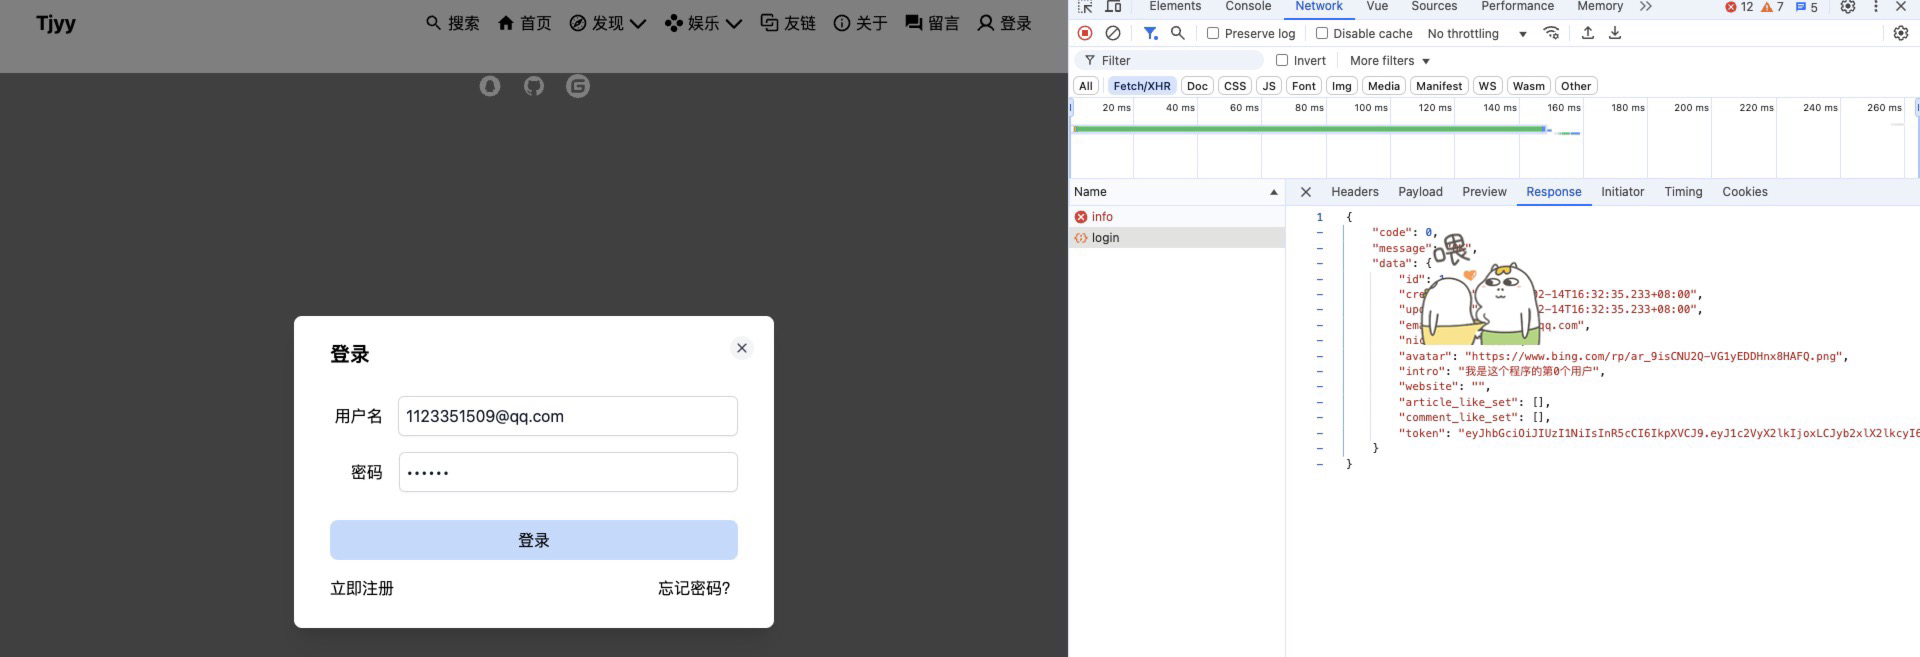 Tjyy
搜索 首页 发现 娱乐 友链 关于 留言 登录
登录
用户名 1123351509@qq.com
密码 ••••••
登录
立即注册 忘记密码?
Elements Console Network Vue Sources Performance Memory 12 7 5
Preserve log Disable cache No throttling
Filter Invert More filters
All Fetch/XHR Doc CSS JS Font Img Media Manifest WS Wasm Other
20 ms 40 ms 60 ms 80 ms 100 ms 120 ms 140 ms 160 ms 180 ms 200 ms 220 ms 240 ms 260 ms
Name
info
login
Headers Payload Preview Response Initiator Timing Cookies
1 {
"code": 0,
"message": ",
喂
"data": {
"id":
"cre 2-14T16:32:35.233+08:00",
"upd 2-14T16:32:35.233+08:00",
"ema qq.com",
"nic
"avatar": "https://www.bing.com/rp/ar_9isCNU2Q-VG1yEDDHnx8HAFQ.png",
"intro": "我是这个程序的第0个用户",
"website": "",
"article_like_set": [],
"comment_like_set": [],
"token": "eyJhbGciOiJIUzI1NiIsInR5cCI6IkpXVCJ9.eyJ1c2VyX2lkIjoxLCJyb2xlX2lkcyI6
}
}